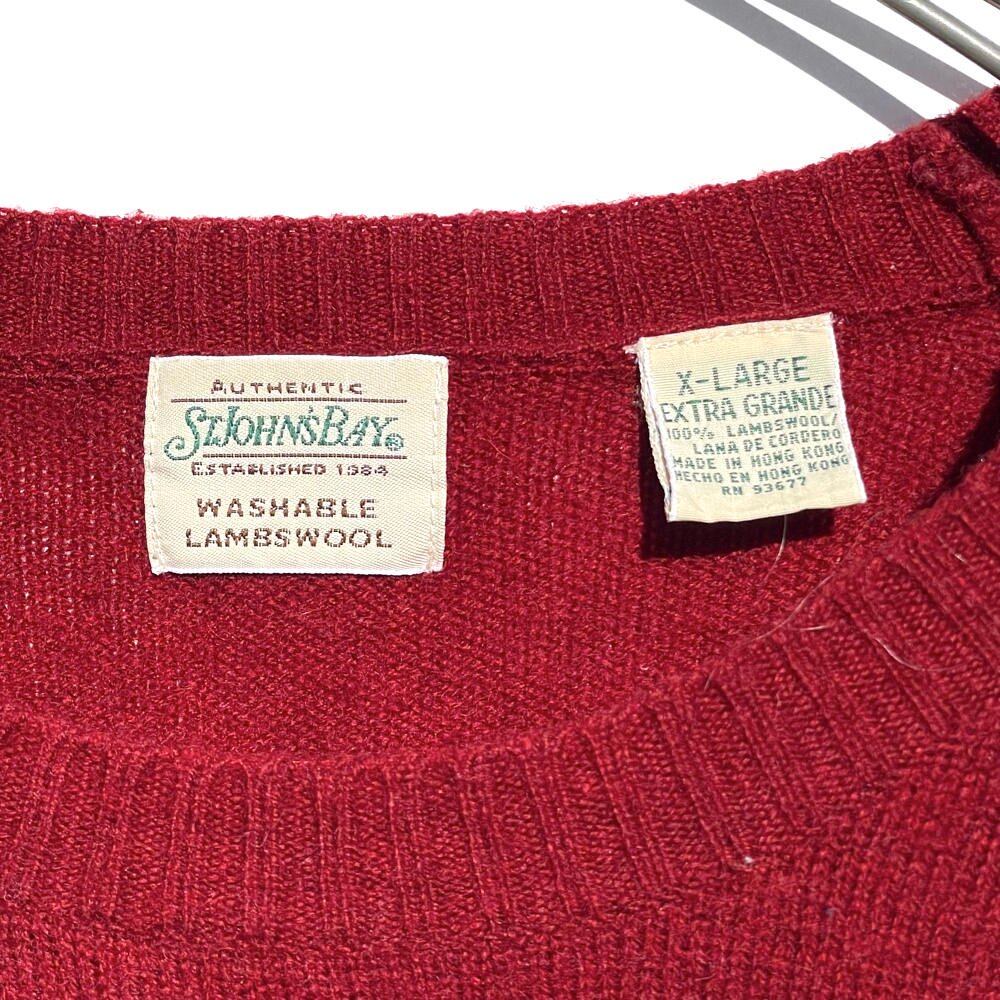 AUTHENTIC
ST. JOHN'S BAY®
ESTABLISHED 1984
WASHABLE
LAMBSWOOL
X-LARGE
EXTRA GRANDE
100% LAMBSWOOL/
LANA DE CORDERO
MADE IN HONG KONG
HECHO EN HONG KONG
RN 93677